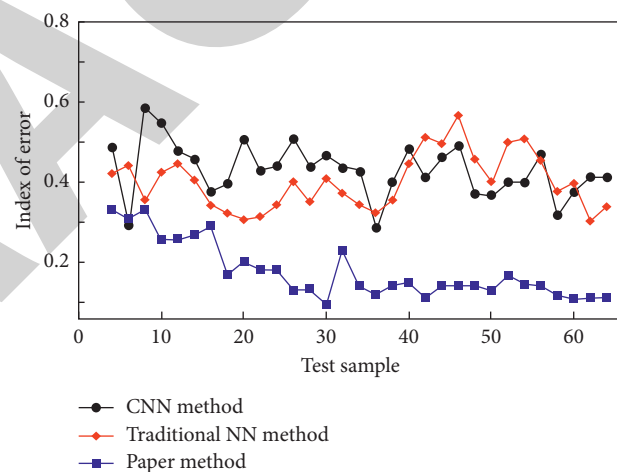 0.8
0.6
0.4
0.2
Index of error
0 10 20 30 40 50 60
Test sample
CNN method
Traditional NN method
Paper method